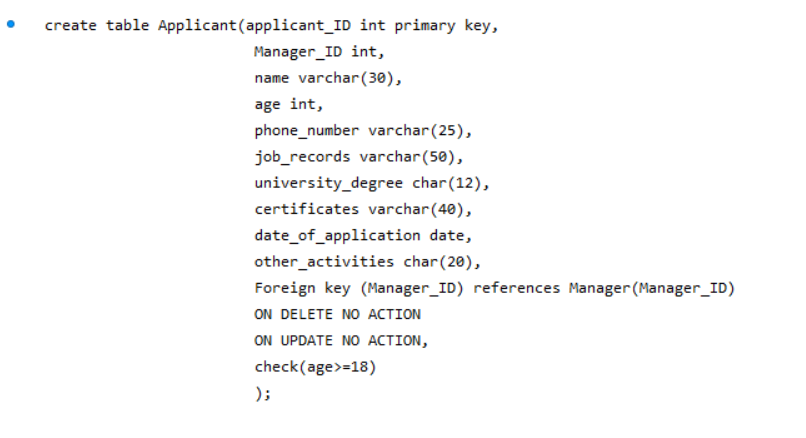 create table Applicant(applicant_ID int primary key,
Manager_ID int,
name varchar(30),
age int,
phone_number varchar(25),
job_records varchar(50),
university_degree char(12),
certificates varchar(40),
date_of_application date,
other_activities char(20),
Foreign key (Manager_ID) references Manager(Manager_ID)
ON DELETE NO ACTION
ON UPDATE NO ACTION,
check(age>=18)
);